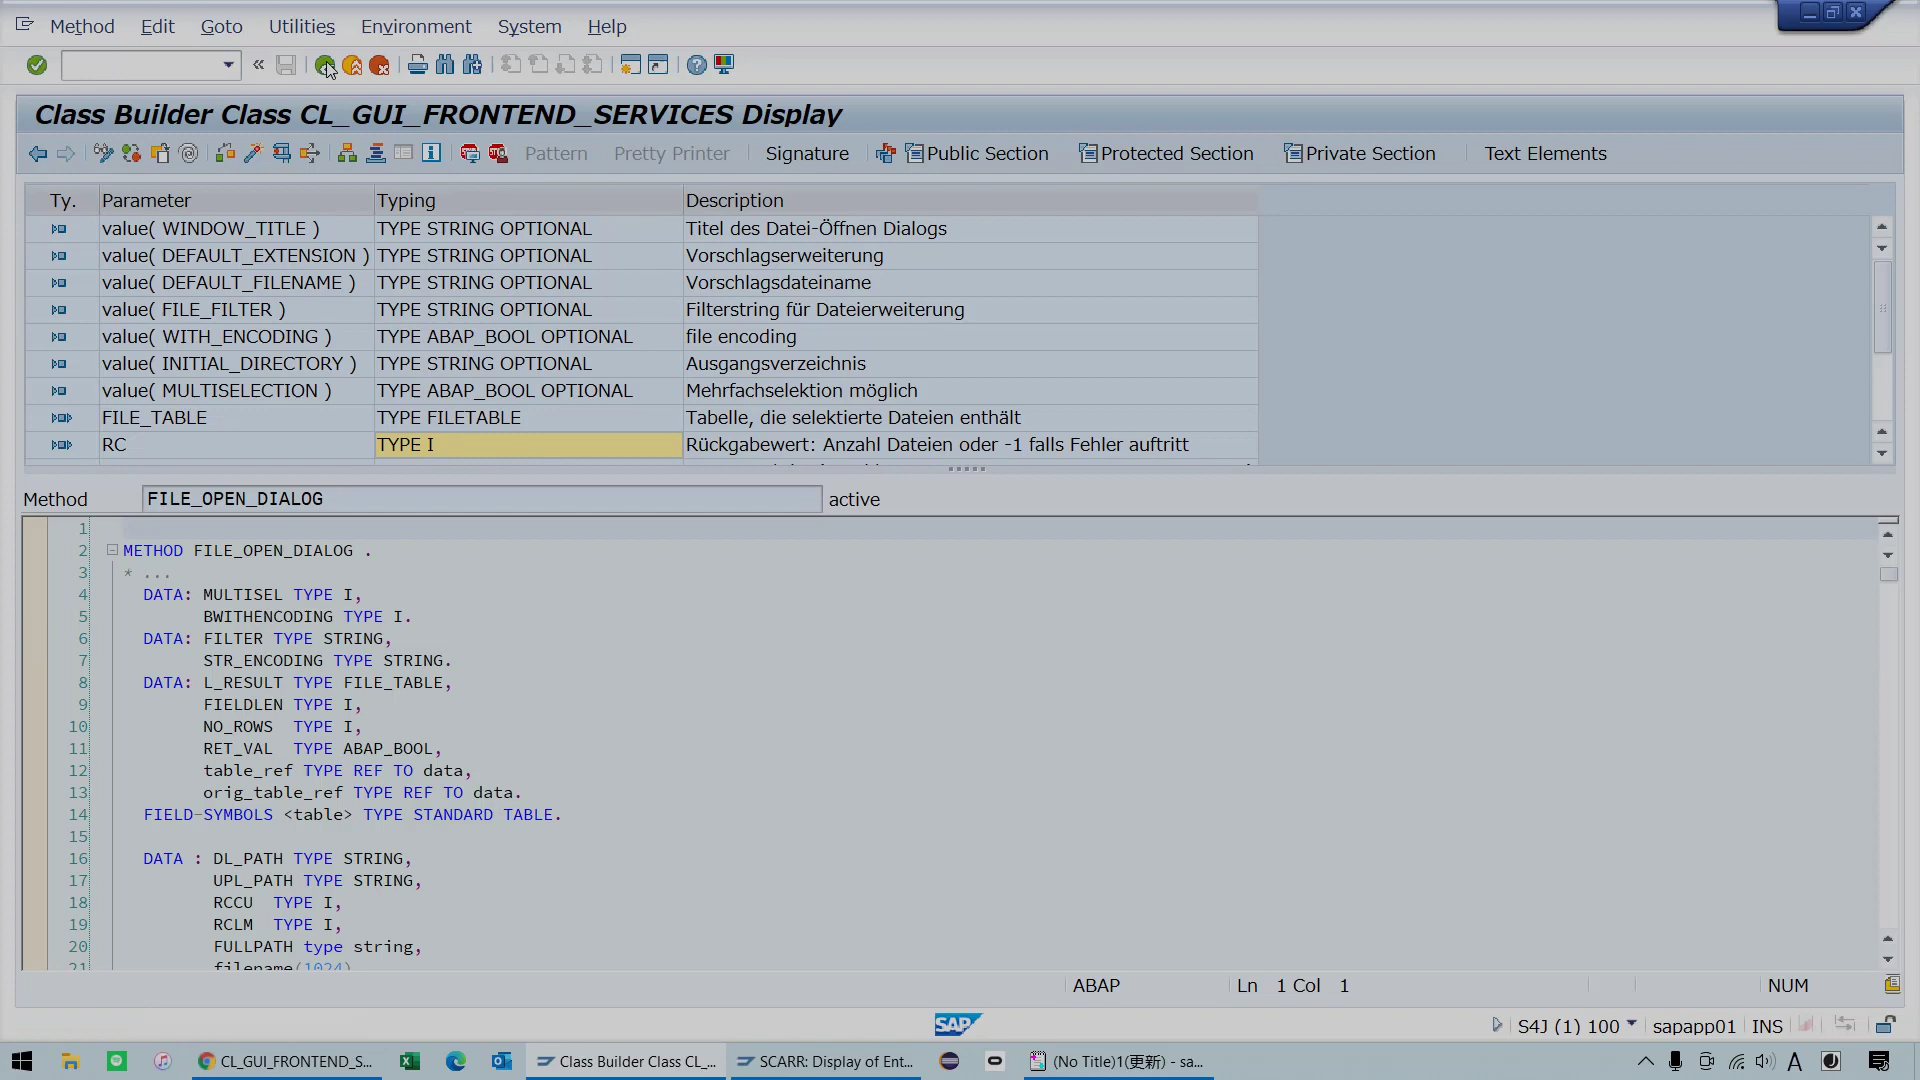 Method Edit Goto Utilities Environment System Help
Class Builder Class CL_GUI_FRONTEND_SERVICES Display
Pattern Pretty Printer Signature Public Section Protected Section Private Section Text Elements
Ty. Parameter Typing Description
value( WINDOW_TITLE ) TYPE STRING OPTIONAL Titel des Datei-Öffnen Dialogs
value( DEFAULT_EXTENSION ) TYPE STRING OPTIONAL Vorschlagserweiterung
value( DEFAULT_FILENAME ) TYPE STRING OPTIONAL Vorschlagsdateiname
value( FILE_FILTER ) TYPE STRING OPTIONAL Filterstring für Dateierweiterung
value( WITH_ENCODING ) TYPE ABAP_BOOL OPTIONAL file encoding
value( INITIAL_DIRECTORY ) TYPE STRING OPTIONAL Ausgangsverzeichnis
value( MULTISELECTION ) TYPE ABAP_BOOL OPTIONAL Mehrfachselektion möglich
FILE_TABLE TYPE FILETABLE Tabelle, die selektierte Dateien enthält
RC TYPE I Rückgabewert: Anzahl Dateien oder -1 falls Fehler auftritt
Method FILE_OPEN_DIALOG active
1
2 METHOD FILE_OPEN_DIALOG .
3 * ...
4 DATA: MULTISEL TYPE I,
5 BWITHENCODING TYPE I.
6 DATA: FILTER TYPE STRING,
7 STR_ENCODING TYPE STRING.
8 DATA: L_RESULT TYPE FILE_TABLE,
9 FIELDLEN TYPE I,
10 NO_ROWS TYPE I,
11 RET_VAL TYPE ABAP_BOOL,
12 table_ref TYPE REF TO data,
13 orig_table_ref TYPE REF TO data.
14 FIELD-SYMBOLS <table> TYPE STANDARD TABLE.
15
16 DATA : DL_PATH TYPE STRING,
17 UPL_PATH TYPE STRING,
18 RCCU TYPE I,
19 RCLM TYPE I,
20 FULLPATH type string,
21 filename(1024)
ABAP Ln 1 Col 1 NUM
SAP S4J (1) 100 sapapp01 INS
CL_GUI_FRONTEND_S... Class Builder Class CL_... SCARR: Display of Ent... (No Title)1(更新) - sa... A